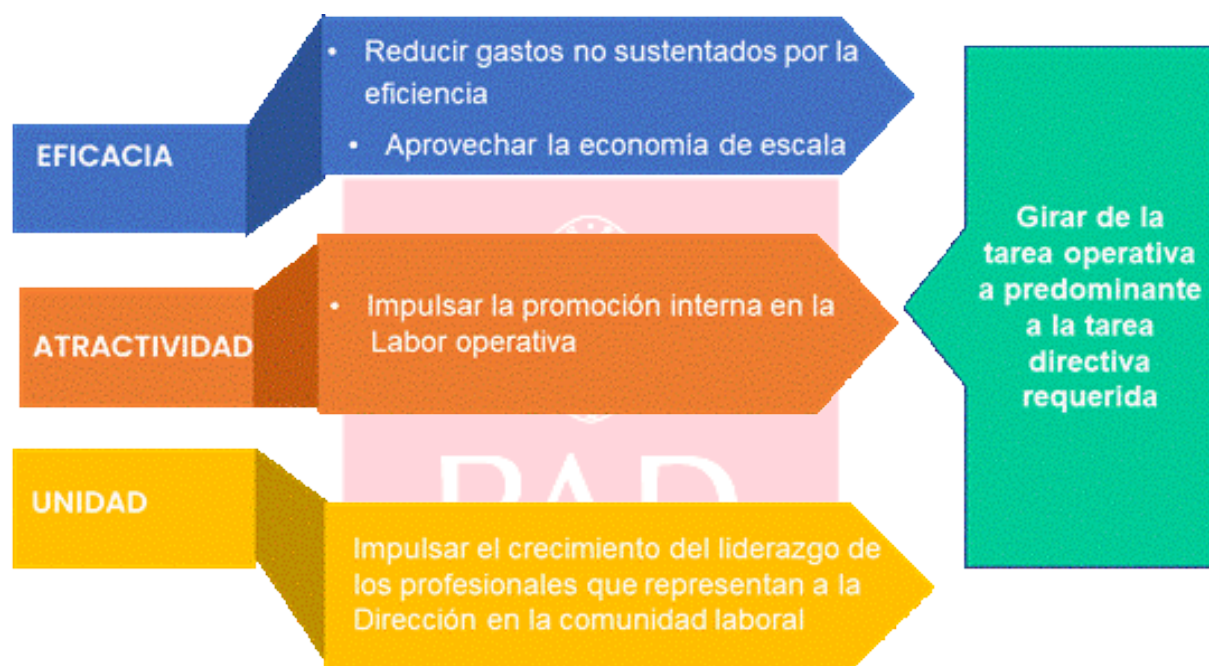 EFICACIA
• Reducir gastos no sustentados por la
eficiencia
• Aprovechar la economía de escala
ATRACTIVIDAD
• Impulsar la promoción interna en la
Labor operativa
UNIDAD
PAD
Impulsar el crecimiento del liderazgo de
los profesionales que representan a la
Dirección en la comunidad laboral
Girar de la
tarea operativa
a predominante
a la tarea
directiva
requerida